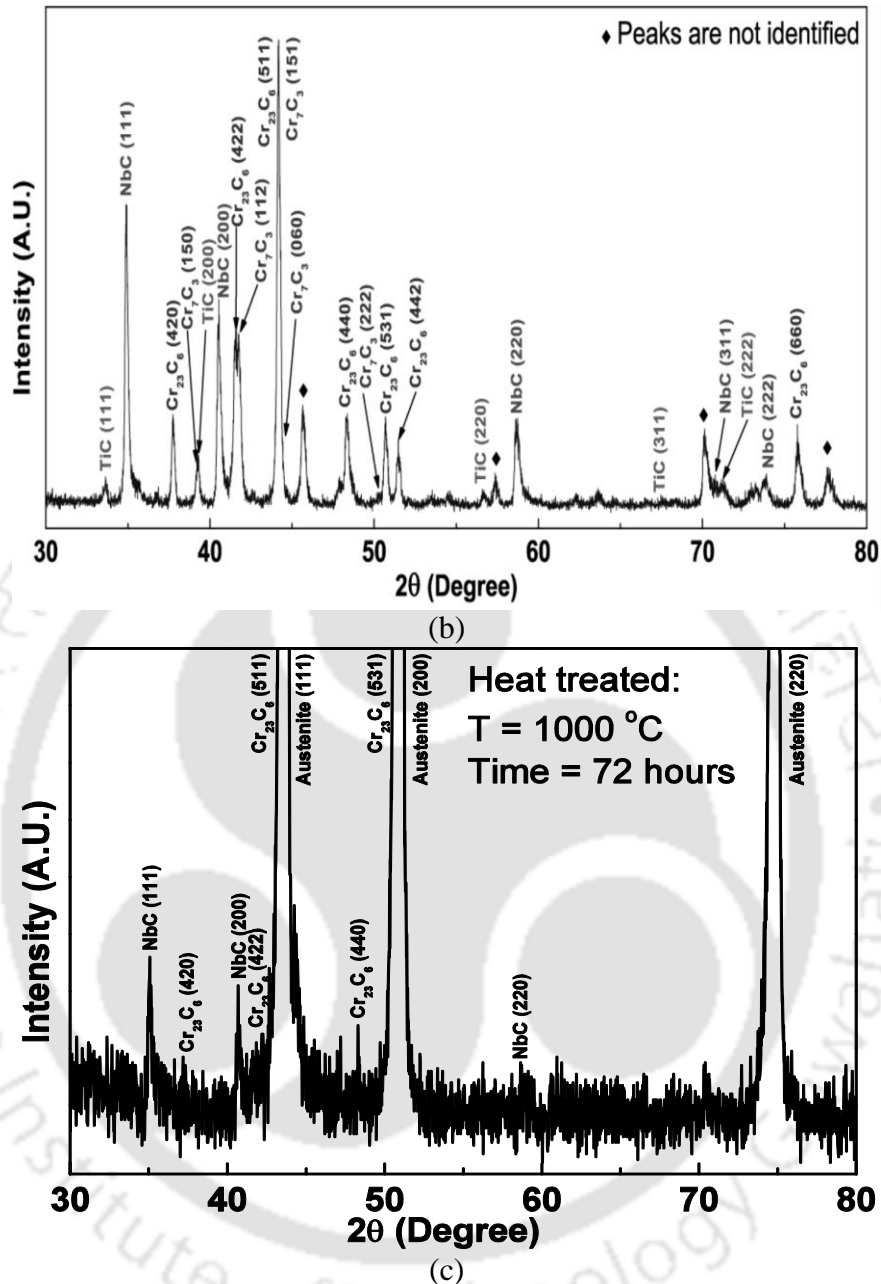 ♦ Peaks are not identified
Intensity (A.U.)
TiC (111)
NbC (111)
Cr₂₃C₆ (420)
Cr₇C₃ (150)
TiC (200)
NbC (200)
Cr₂₃C₆ (422)
Cr₇C₃ (112)
Cr₂₃C₆ (511)
Cr₇C₃ (151)
Cr₇C₃ (060)
♦
Cr₂₃C₆ (440)
Cr₇C₃ (222)
Cr₂₃C₆ (531)
Cr₂₃C₆ (442)
TiC (220)
♦
NbC (220)
TiC (311)
♦
NbC (311)
TiC (222)
NbC (222)
Cr₂₃C₆ (660)
♦
30 40 50 60 70 80
2θ (Degree)
(b)
Intensity (A.U.)
NbC (111)
Cr₂₃C₆ (420)
NbC (200)
Cr₂₃C₆ (422)
Cr₂₃C₆ (511)
Austenite (111)
Cr₂₃C₆ (440)
Cr₂₃C₆ (531)
Austenite (200)
Heat treated:
T = 1000 °C
Time = 72 hours
NbC (220)
Austenite (220)
30 40 50 60 70 80
2θ (Degree)
(c)